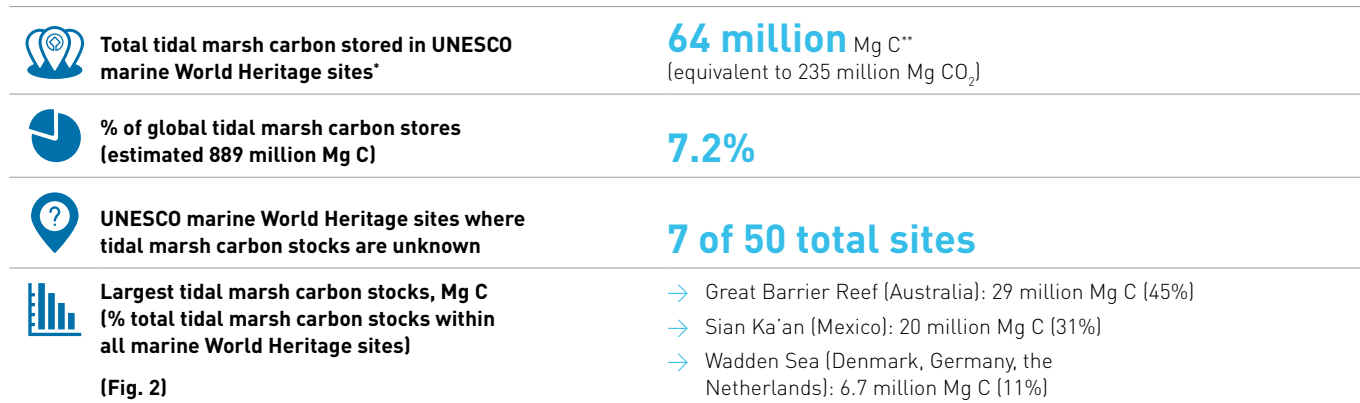 Total tidal marsh carbon stored in UNESCO
marine World Heritage sites*
64 million Mg C**
(equivalent to 235 million Mg CO₂)
% of global tidal marsh carbon stores
(estimated 889 million Mg C)
7.2%
?
UNESCO marine World Heritage sites where
tidal marsh carbon stocks are unknown
7 of 50 total sites
Largest tidal marsh carbon stocks, Mg C
(% total tidal marsh carbon stocks within
all marine World Heritage sites)
(Fig. 2)
→ Great Barrier Reef (Australia): 29 million Mg C (45%)
→ Sian Ka'an (Mexico): 20 million Mg C (31%)
→ Wadden Sea (Denmark, Germany, the
Netherlands): 6.7 million Mg C (11%)